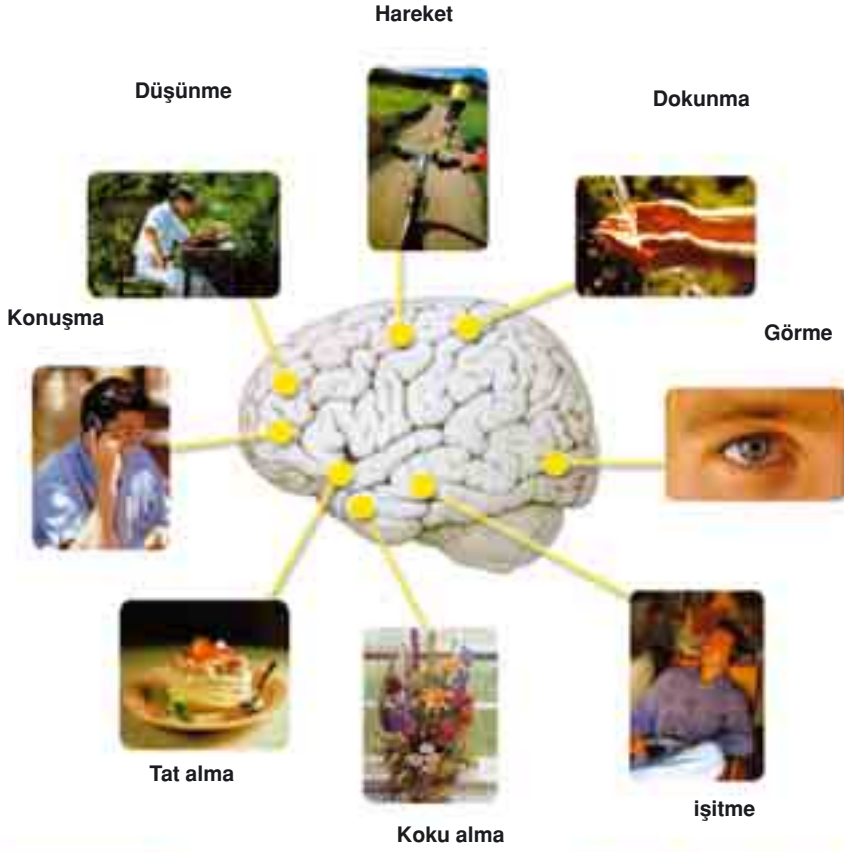 Hareket
Düşünme
Dokunma
Konuşma
Görme
Tat alma
işitme
Koku alma